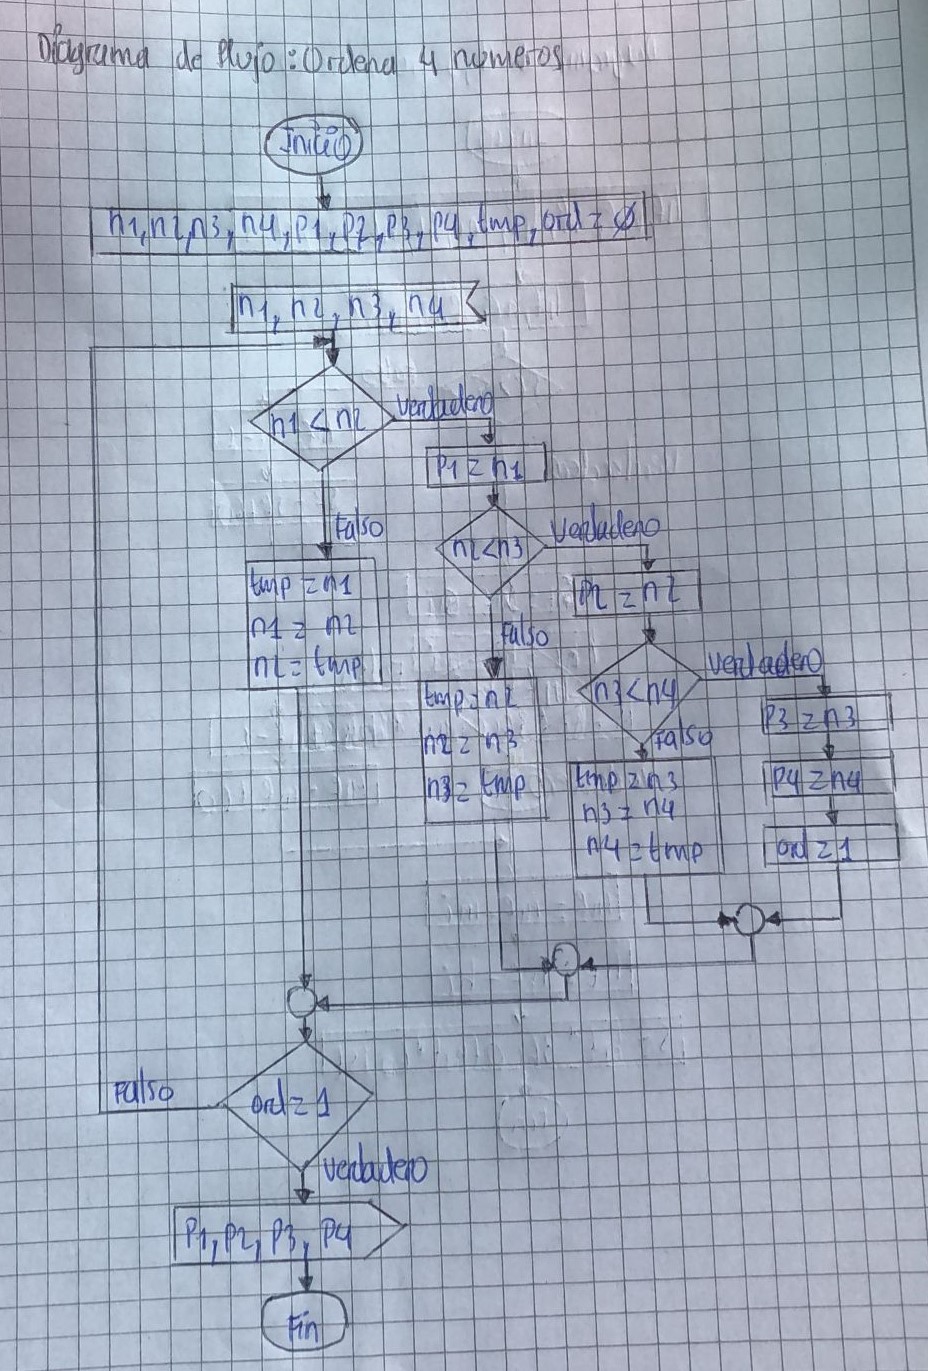 Diagrama de Flujo: Ordena 4 números
Inicio
n1, n2, n3, n4, P1, P2, P3, P4, tmp, ord = ø
n1, n2, n3, n4
n1 < n2
verdadero
P1 = n1
Falso
n2 < n3
verdadero
tmp = n1
n1 = n2
n2 = tmp
P2 = n2
Falso
n3 < n4
verdadero
tmp = n2
n2 = n3
n3 = tmp
P3 = n3
Falso
tmp = n3
n3 = n4
n4 = tmp
P4 = n4
ord = 1
Falso
ord = 1
verdadero
P1, P2, P3, P4
Fin